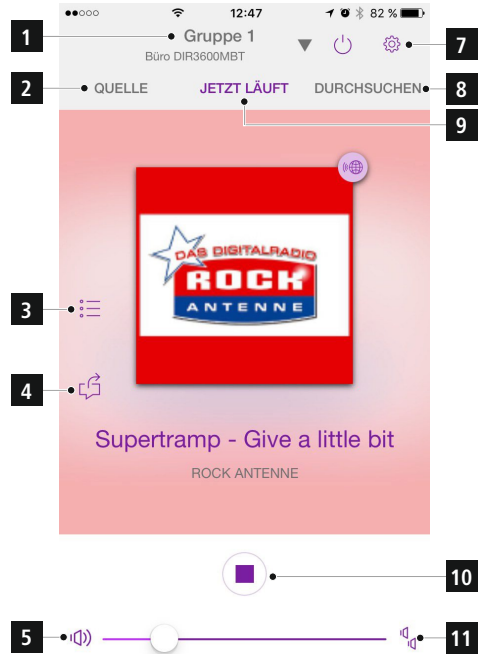 12:47
82 %
1
Gruppe 1
7
Büro DIR3600MBT
2
QUELLE
JETZT LÄUFT
DURCHSUCHEN
8
9
DAS DIGITALRADIO
ROCK
ANTENNE
3
4
Supertramp - Give a little bit
ROCK ANTENNE
10
5
11